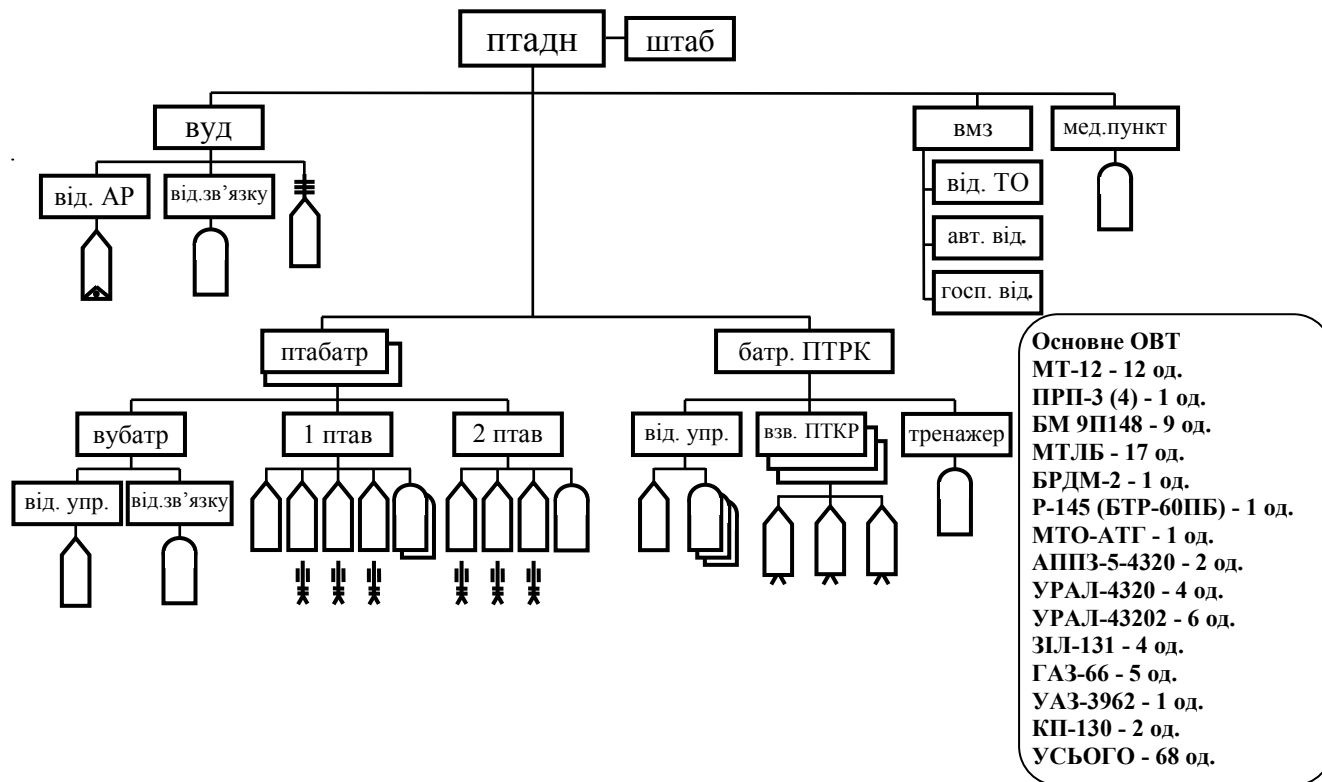 птадн
штаб
вуд
вмз
мед.пункт
від. АР
від.зв’язку
від. ТО
авт. від.
госп. від.
птабатр
батр. ПТРК
вубатр
1 птав
2 птав
від. упр.
взв. ПТКР
тренажер
від. упр.
від.зв’язку
Основне ОВТ
МТ-12 - 12 од.
ПРП-3 (4) - 1 од.
БМ 9П148 - 9 од.
МТЛБ - 17 од.
БРДМ-2 - 1 од.
Р-145 (БТР-60ПБ) - 1 од.
МТО-АТГ - 1 од.
АППЗ-5-4320 - 2 од.
УРАЛ-4320 - 4 од.
УРАЛ-43202 - 6 од.
ЗІЛ-131 - 4 од.
ГАЗ-66 - 5 од.
УАЗ-3962 - 1 од.
КП-130 - 2 од.
УСЬОГО - 68 од.